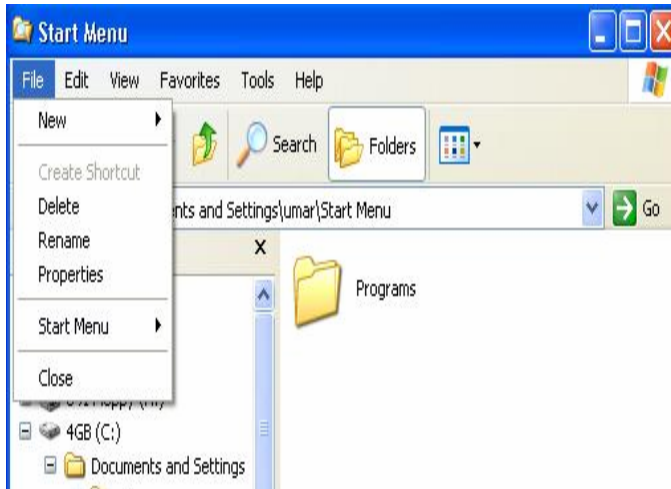 Start Menu
File Edit View Favorites Tools Help
New
Search Folders
Create Shortcut
Delete
nts and Settings\umar\Start Menu Go
Rename
Properties
Programs
Start Menu
Close
4GB (C:)
Documents and Settings